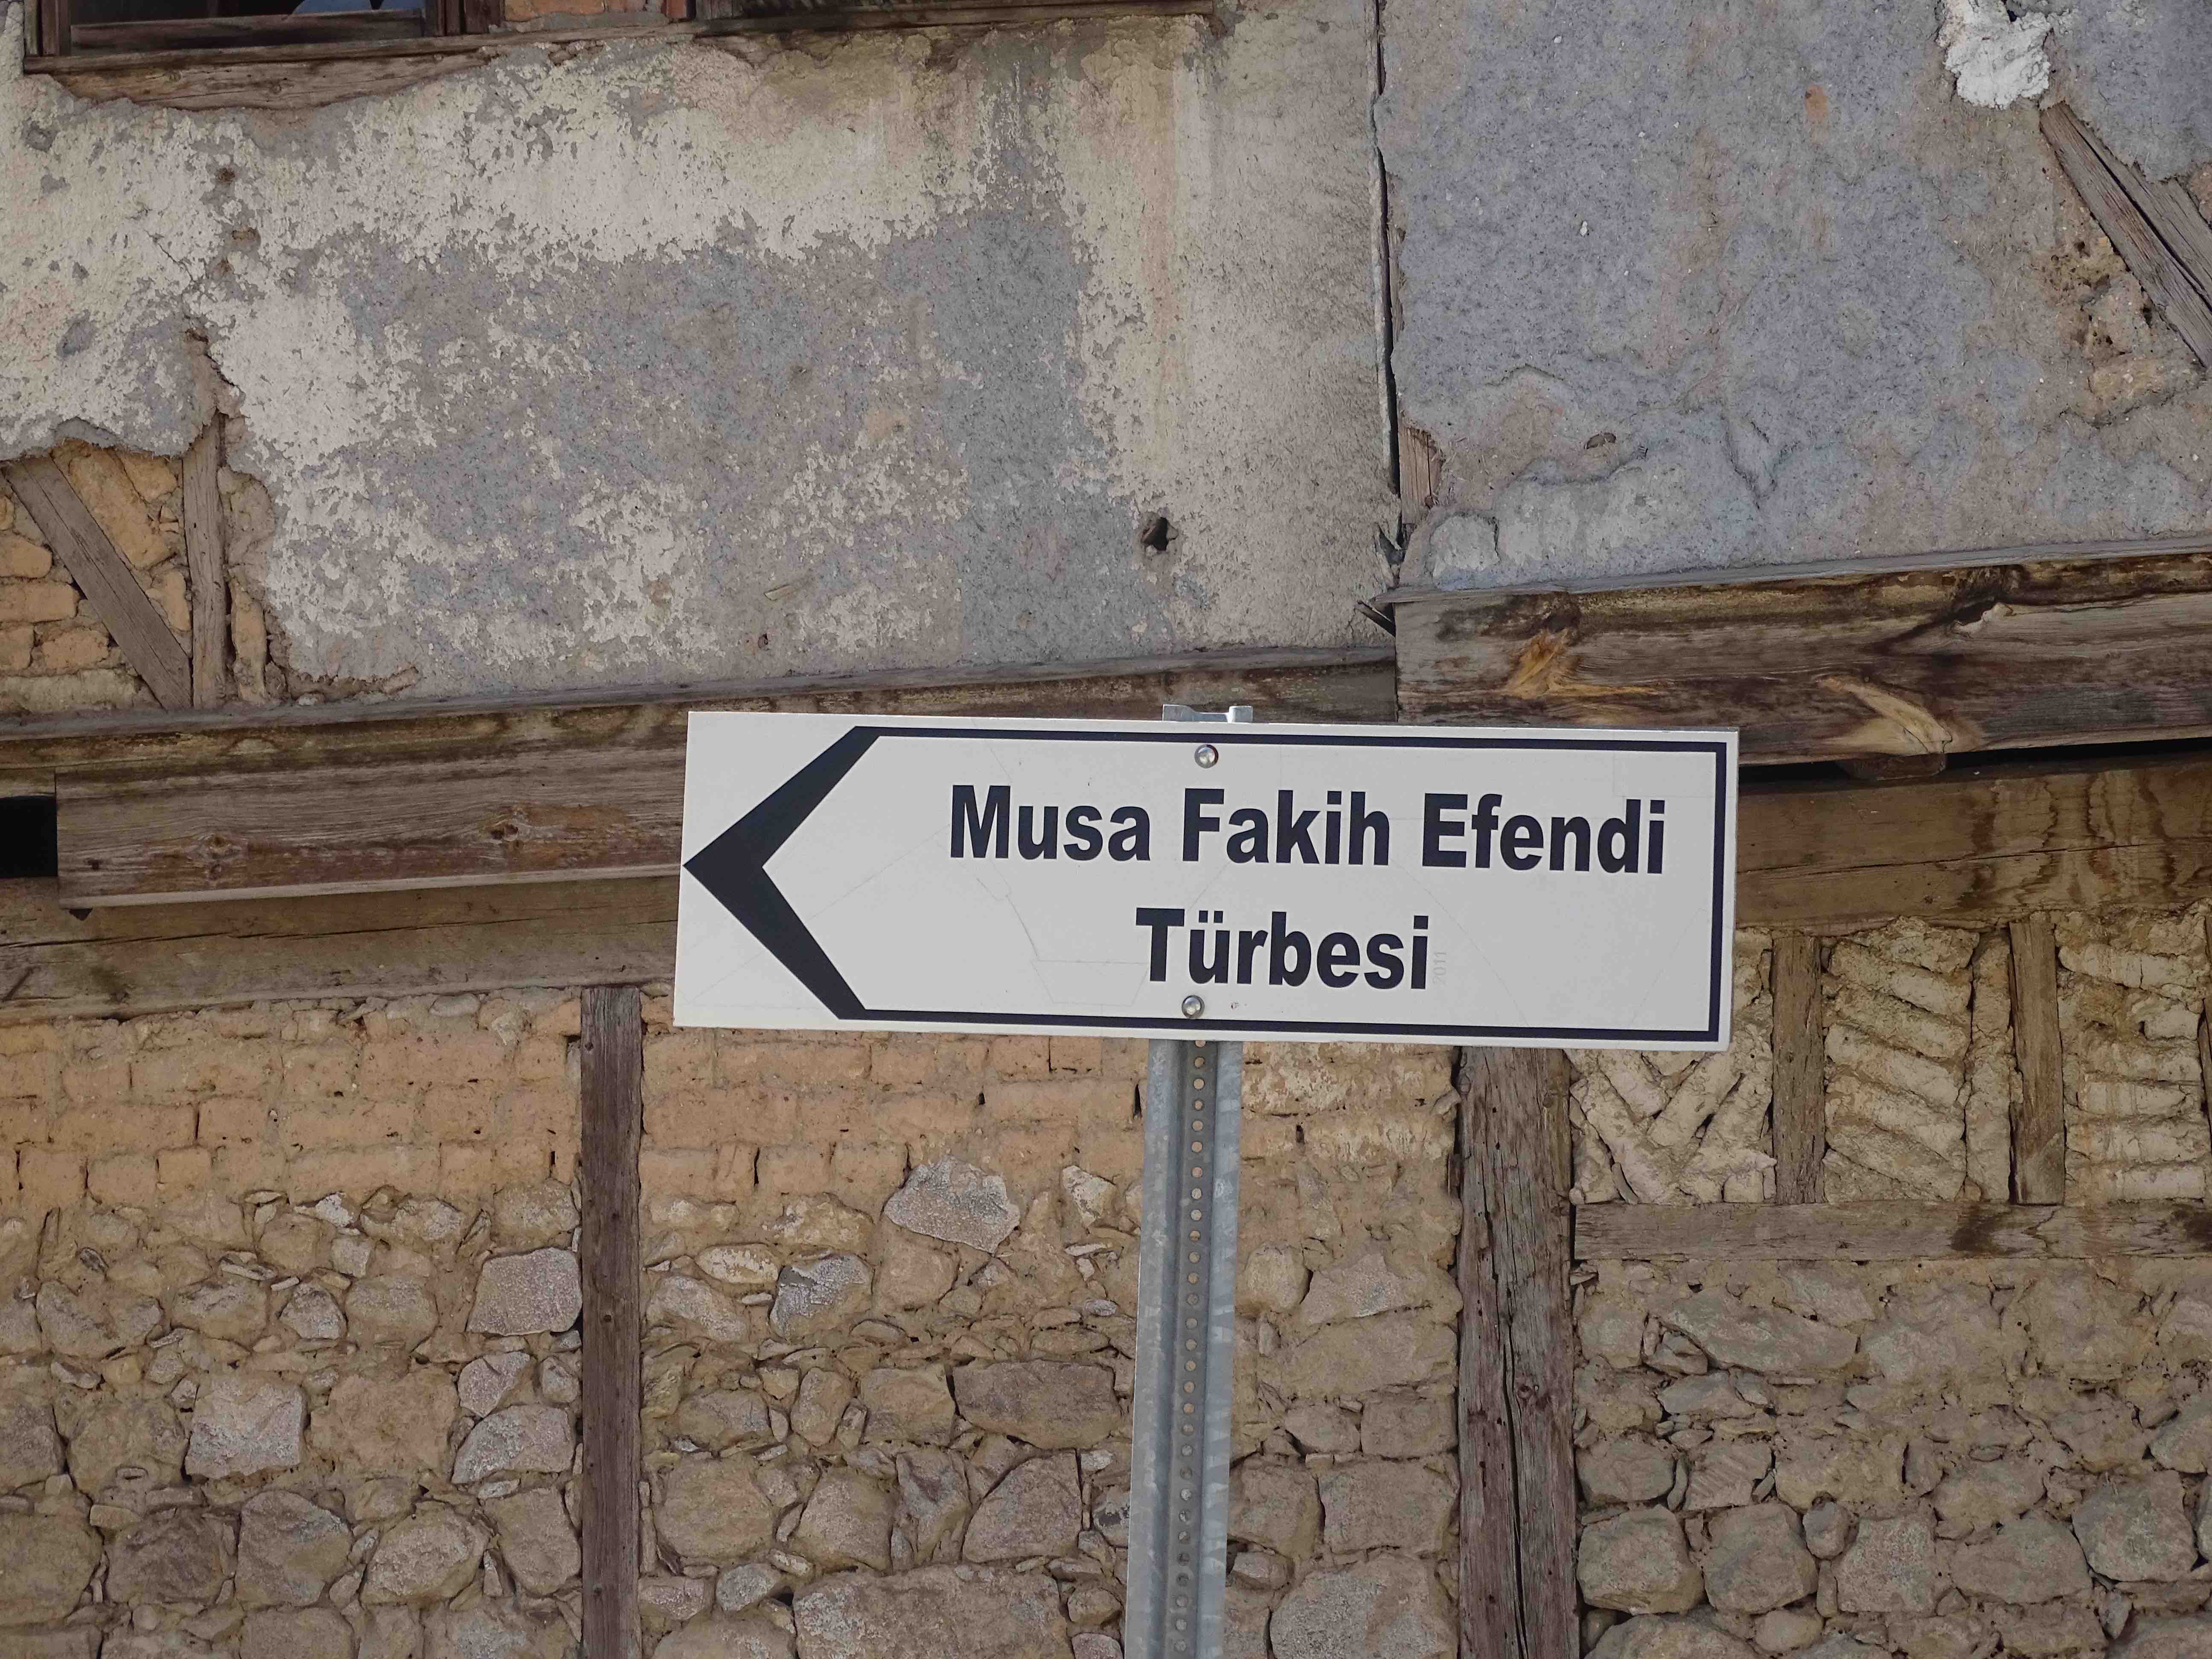 Musa Fakih Efendi
Türbesi